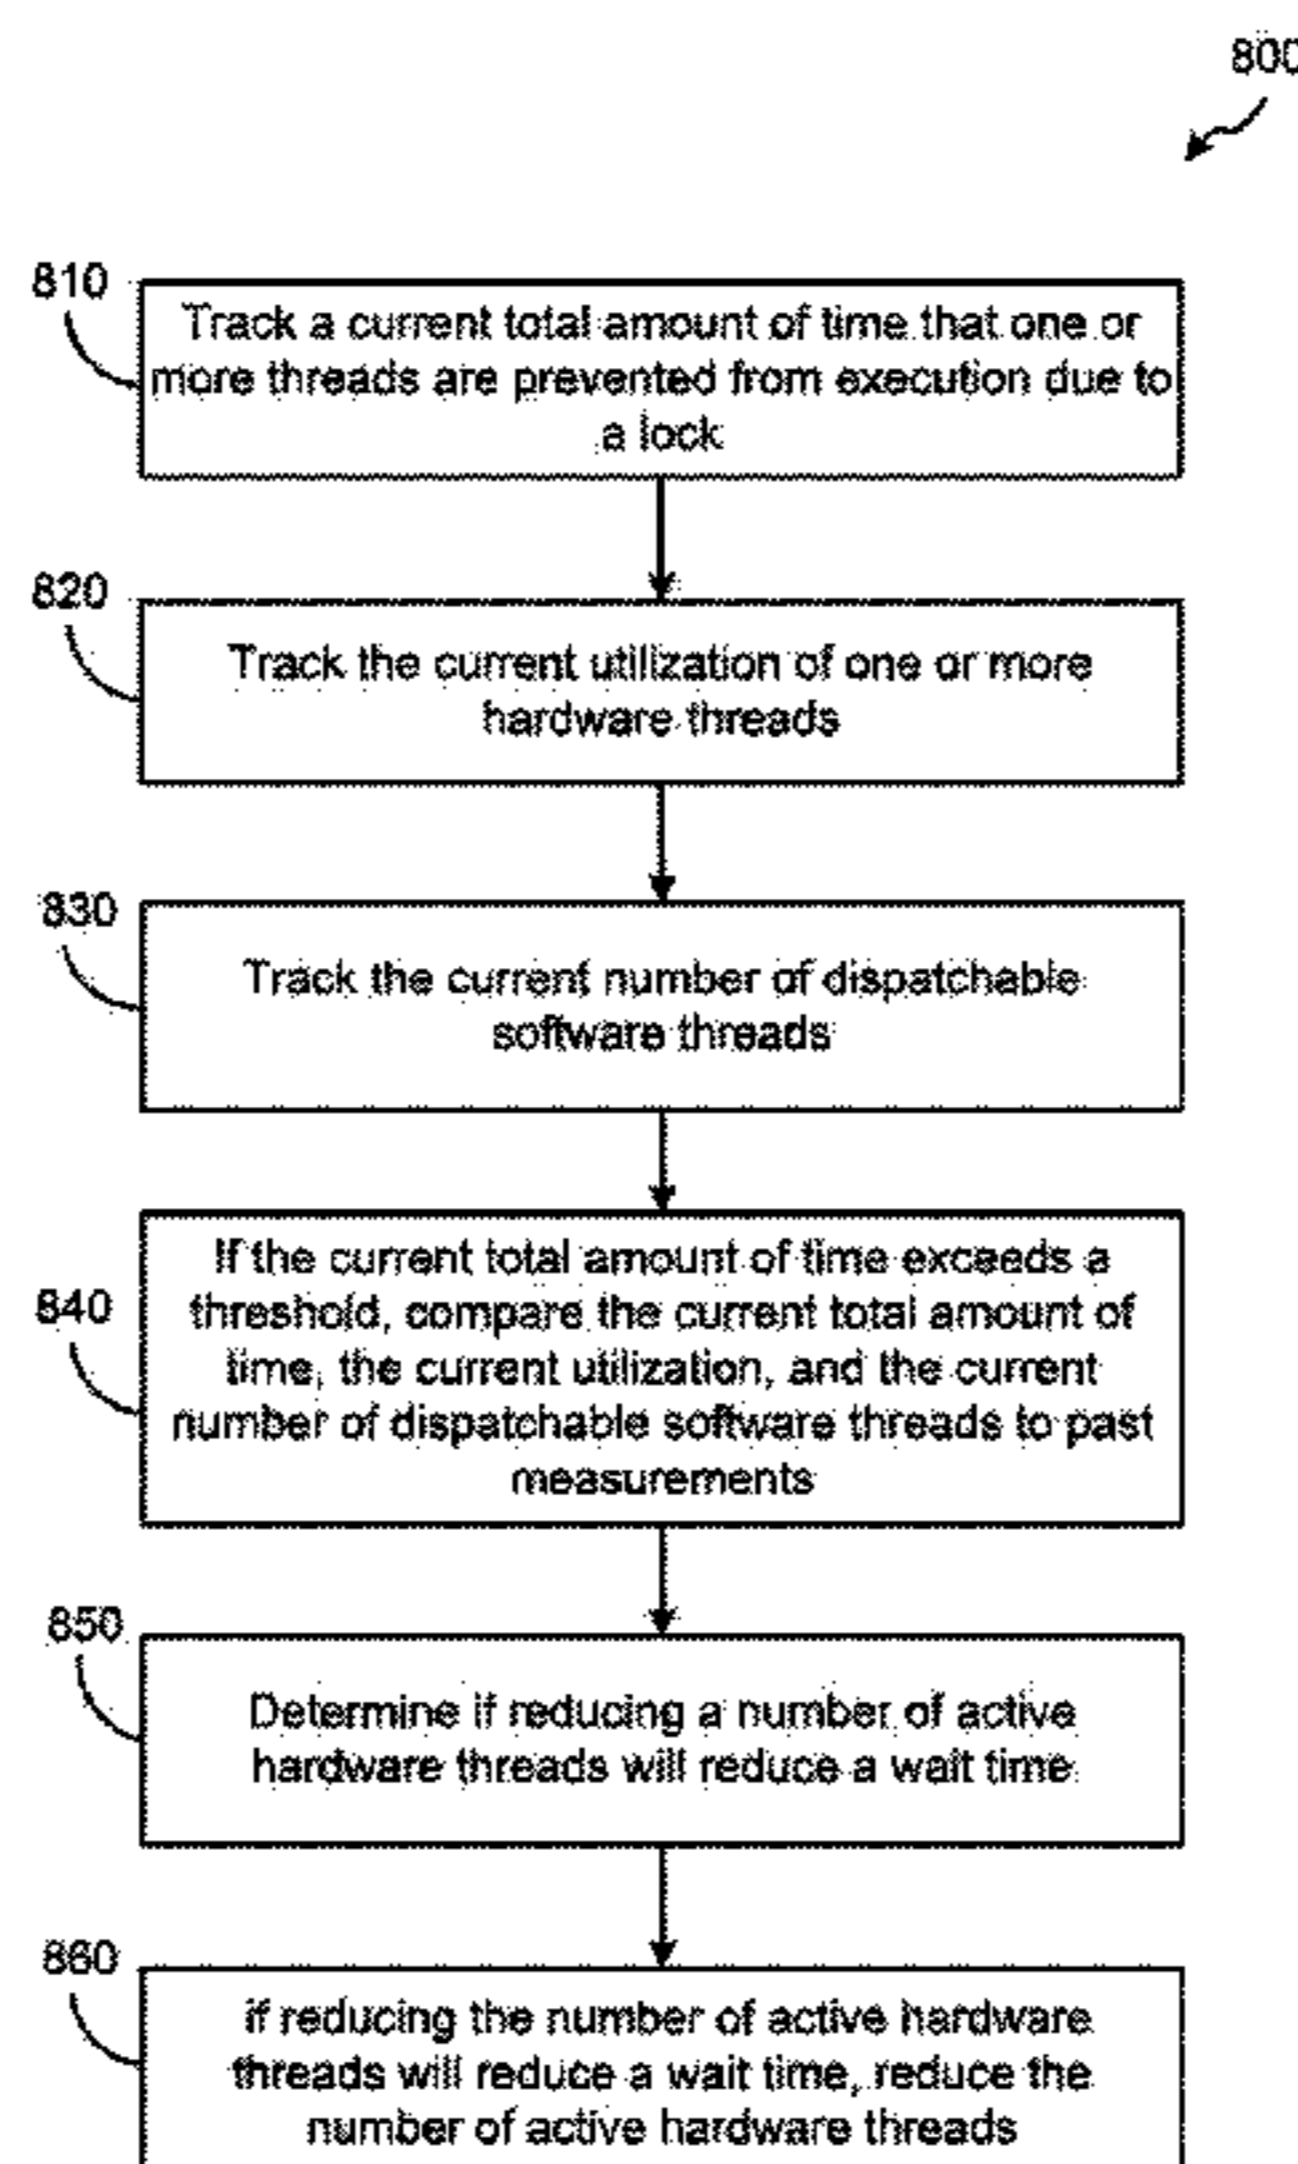 800
810
Track a current total amount of time that one or
more threads are prevented from execution due to
a lock
820
Track the current utilization of one or more
hardware threads
830
Track the current number of dispatchable
software threads
840
If the current total amount of time exceeds a
threshold, compare the current total amount of
time, the current utilization, and the current
number of dispatchable software threads to past
measurements
850
Determine if reducing a number of active
hardware threads will reduce a wait time
860
if reducing the number of active hardware
threads will reduce a wait time, reduce the
number of active hardware threads